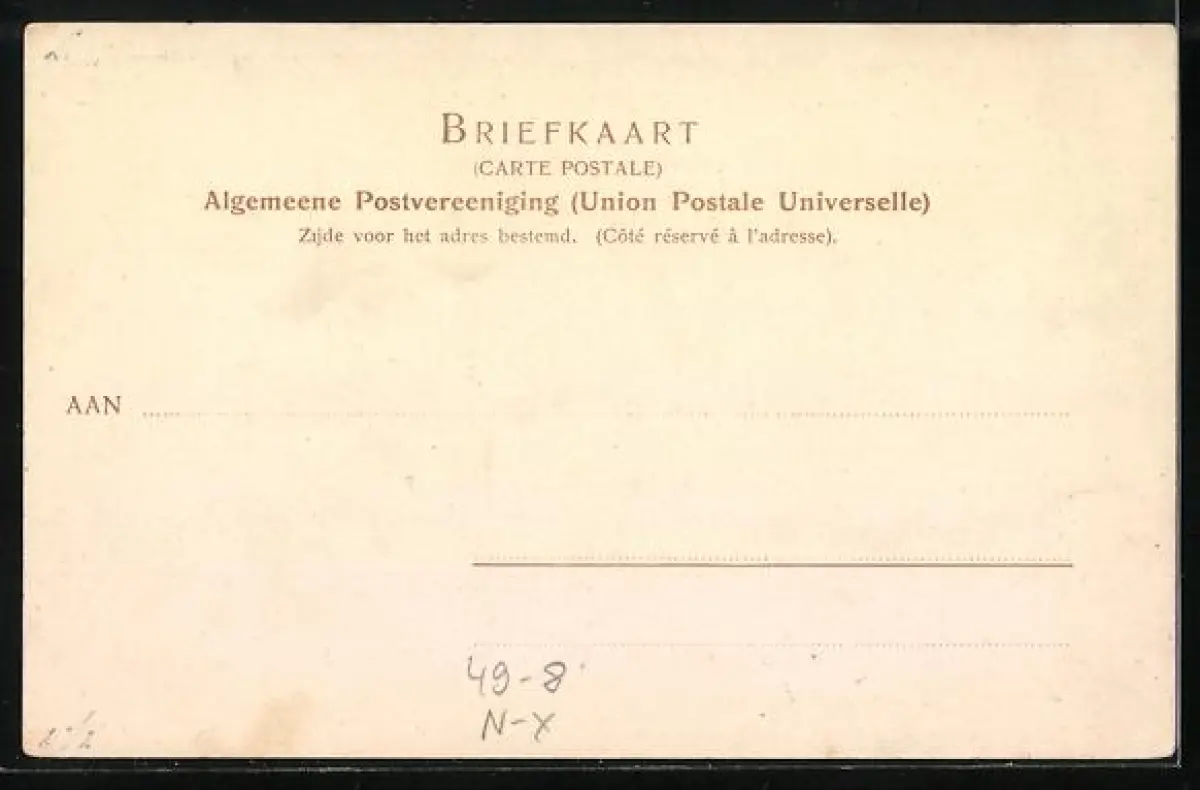 BRIEFKAART
(CARTE POSTALE)
Algemeene Postvereeniging (Union Postale Universelle)
Zijde voor het adres bestemd. (Côté réservé à l'adresse).
AAN
49-8
N-X